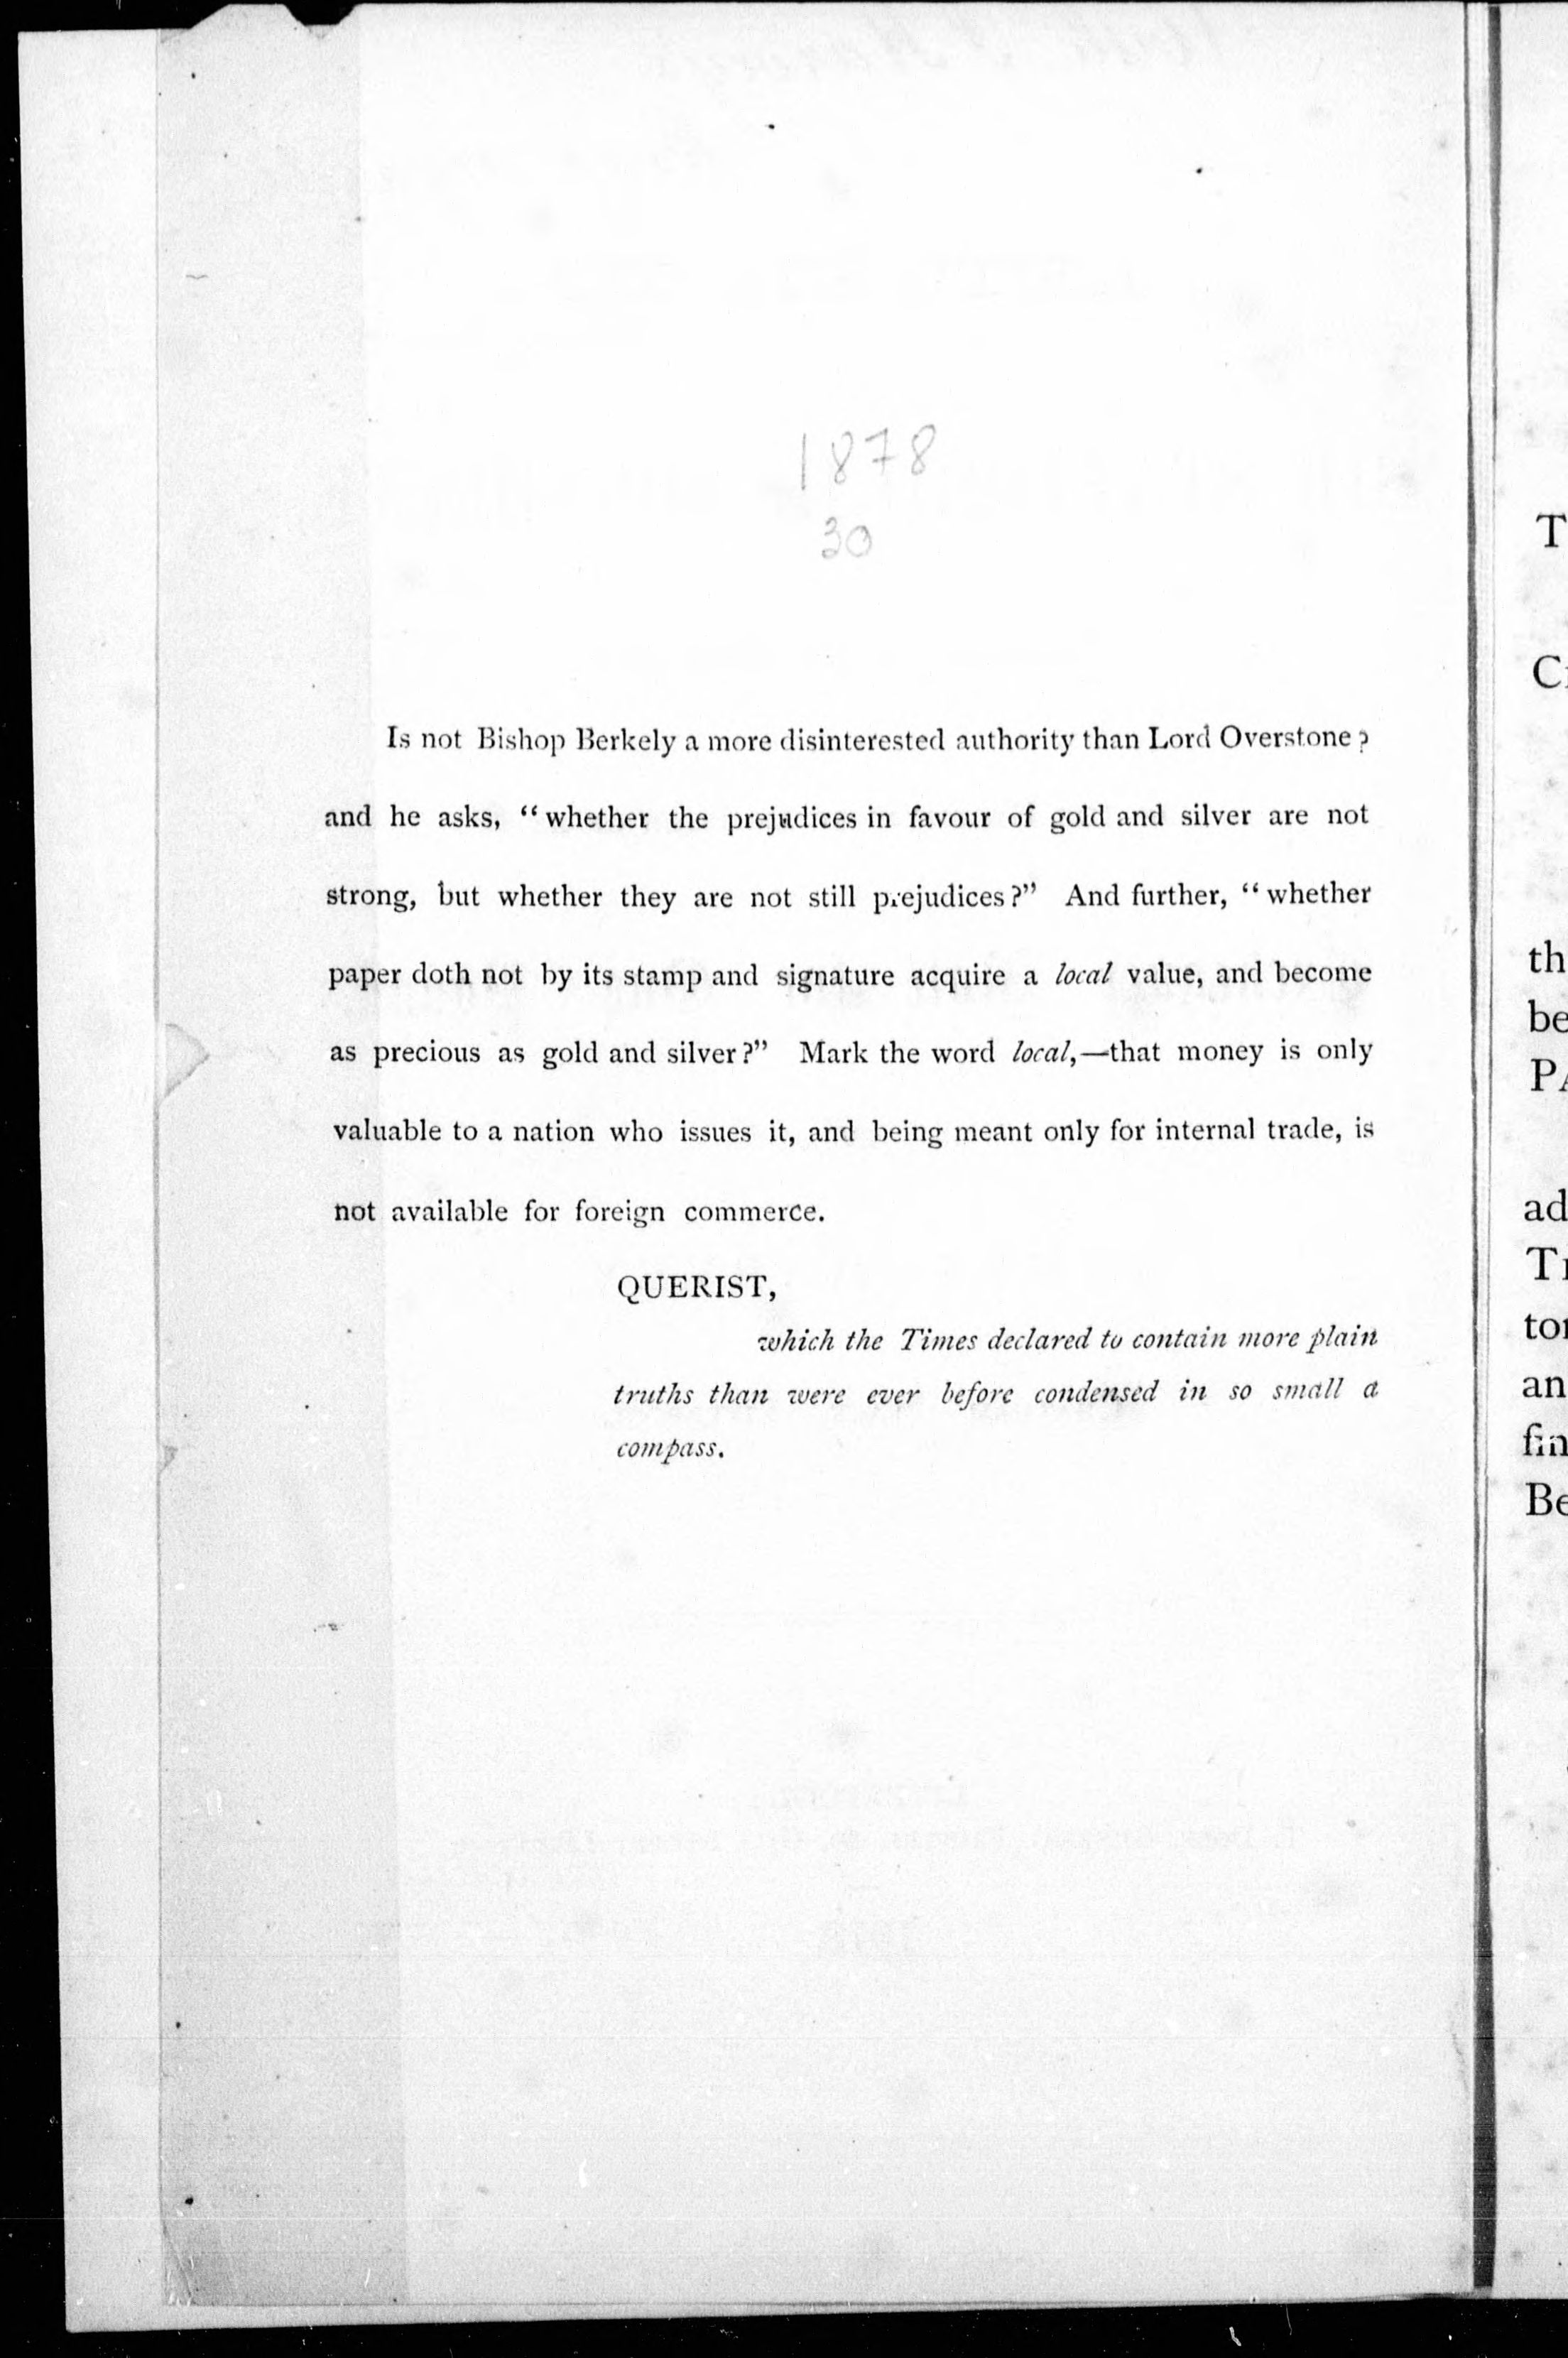 1878
30
Is not Bishop Berkely a more disinterested authority than Lord Overstone?
and he asks, “whether the prejudices in favour of gold and silver are not
strong, but whether they are not still prejudices?” And further, “whether
paper doth not by its stamp and signature acquire a local value, and become
as precious as gold and silver?” Mark the word local,—that money is only
valuable to a nation who issues it, and being meant only for internal trade, is
not available for foreign commerce.
QUERIST,
which the Times declared to contain more plain
truths than were ever before condensed in so small a
compass.
T
th
be
ad
an
Be